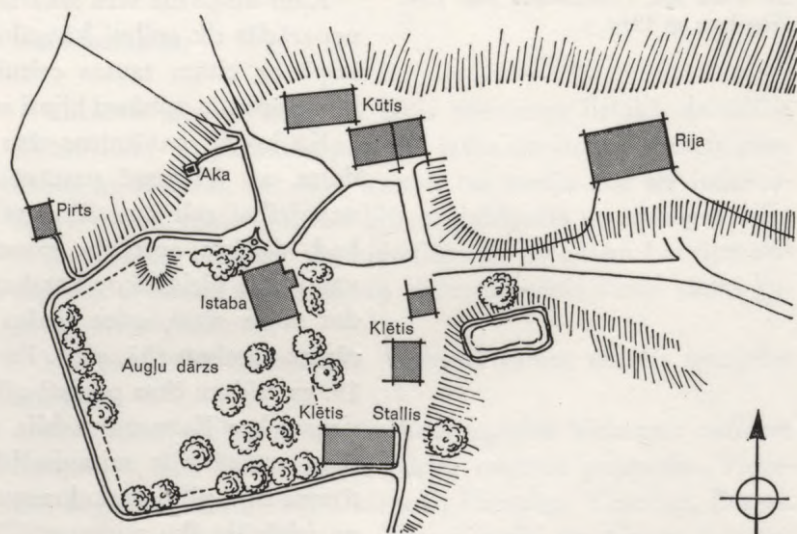 Kūtis
Rija
Aka
Pirts
Istaba
Klētis
Augļu dārzs
Klētis
Stallis